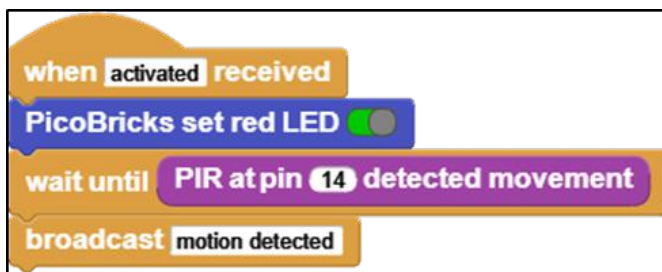 when activated received
PicoBricks set red LED
wait until PIR at pin 14 detected movement
broadcast motion detected